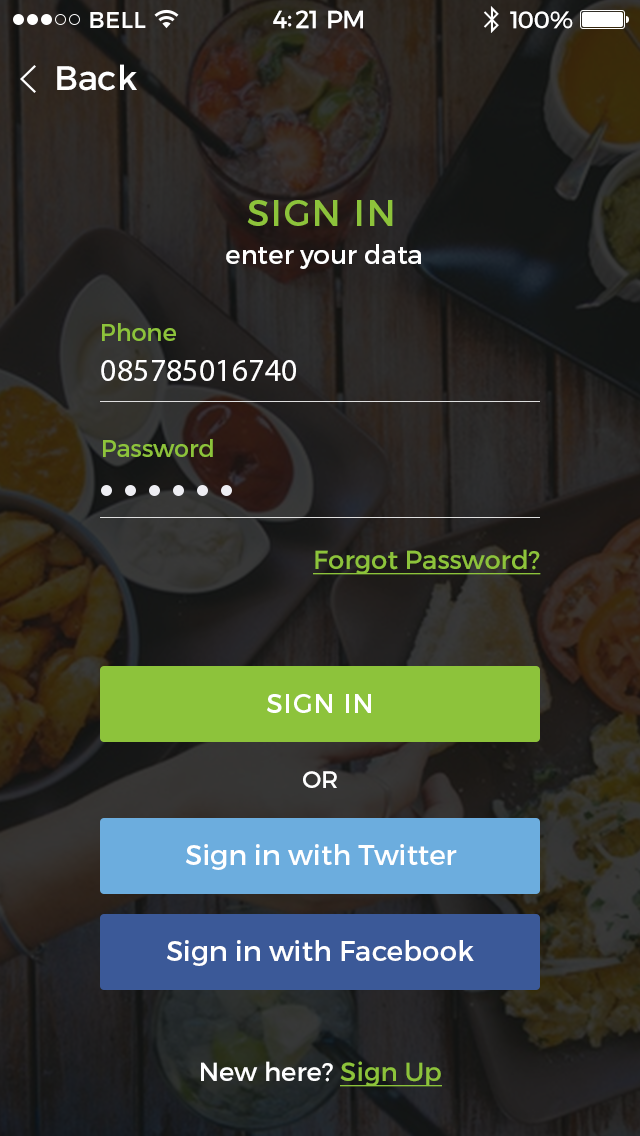 BELL 4:21 PM 100%
Back
SIGN IN
enter your data
Phone
085785016740
Password
Forgot Password?
SIGN IN
OR
Sign in with Twitter
Sign in with Facebook
New here? Sign Up